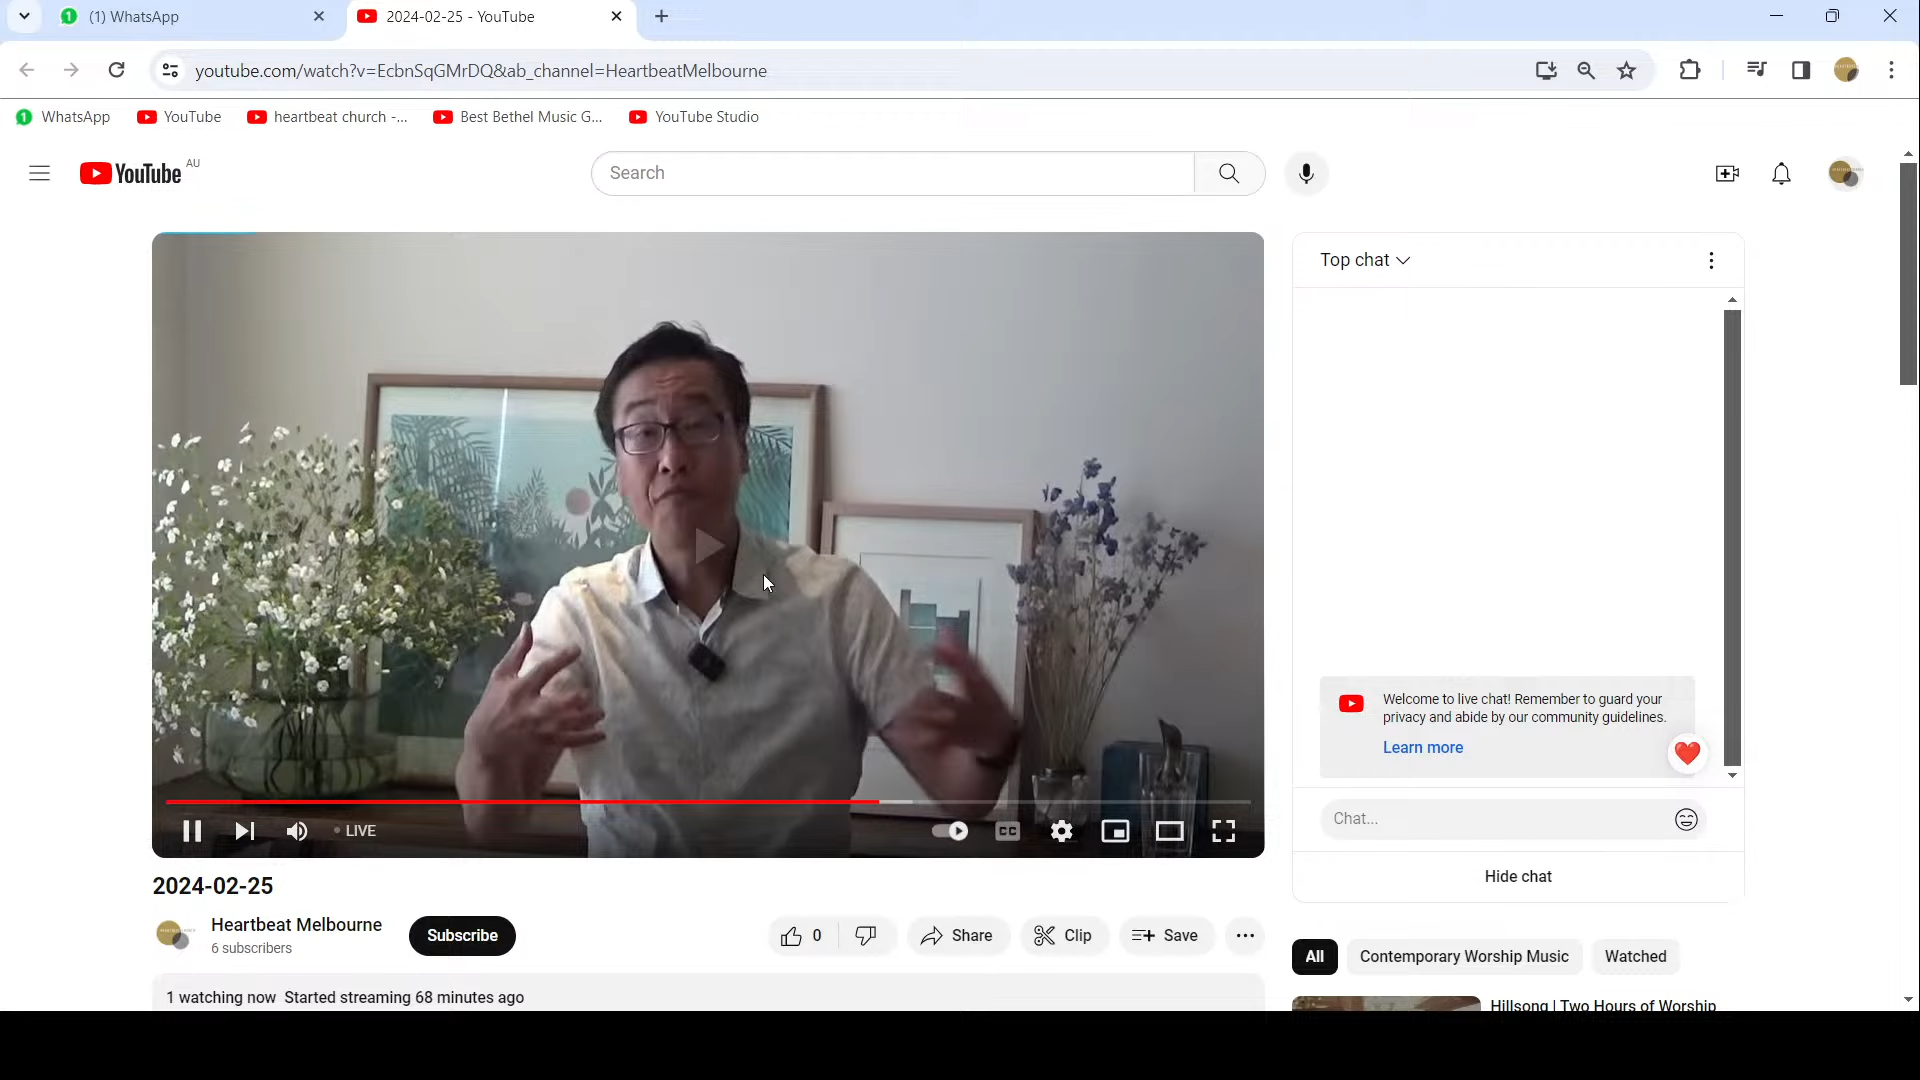 (1) WhatsApp
2024-02-25 - YouTube
youtube.com/watch?v=EcbnSqGMrDQ&ab_channel=HeartbeatMelbourne
WhatsApp
YouTube
heartbeat church -...
Best Bethel Music G...
YouTube Studio
YouTube AU
Search
Top chat
Welcome to live chat! Remember to guard your
privacy and abide by our community guidelines.
Learn more
LIVE
CC
Chat...
Hide chat
2024-02-25
Heartbeat Melbourne
6 subscribers
Subscribe
0
Share
Clip
Save
All
Contemporary Worship Music
Watched
1 watching now Started streaming 68 minutes ago
Hillsong | Two Hours of Worship